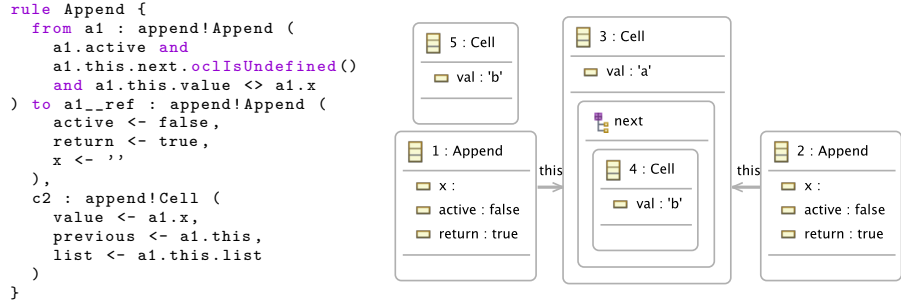 rule Append {
from a1 : append!Append (
a1.active and
a1.this.next.oclIsUndefined()
and a1.this.value <> a1.x
) to a1__ref : append!Append (
active <- false,
return <- true,
x <- ''
),
c2 : append!Cell (
value <- a1.x,
previous <- a1.this,
list <- a1.this.list
)
}
5 : Cell
val : 'b'
3 : Cell
val : 'a'
next
4 : Cell
val : 'b'
1 : Append
x :
active : false
return : true
this
this
2 : Append
x :
active : false
return : true